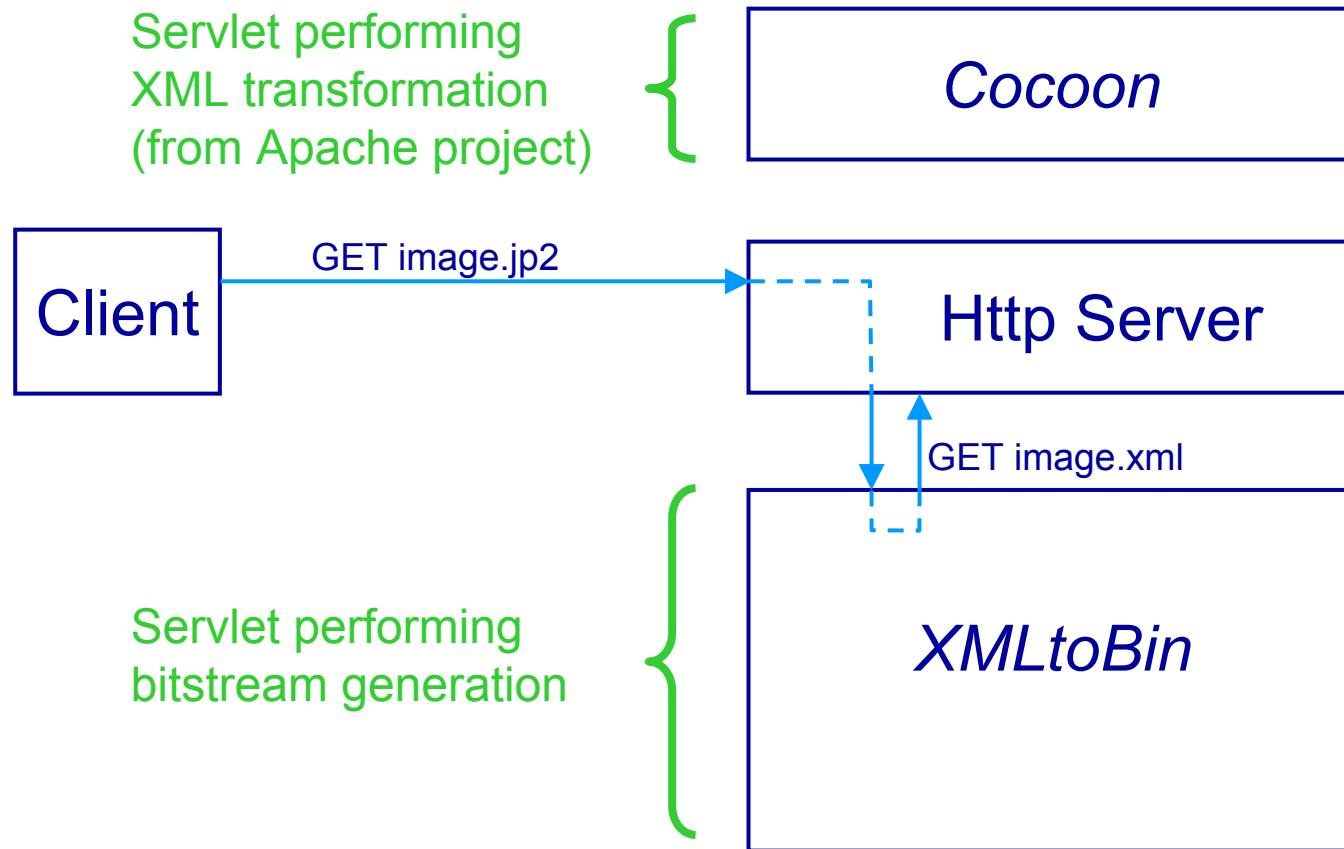 Servlet performing
XML transformation
(from Apache project)
Cocoon
Client
GET image.jp2
Http Server
GET image.xml
Servlet performing
bitstream generation
XMLtoBin